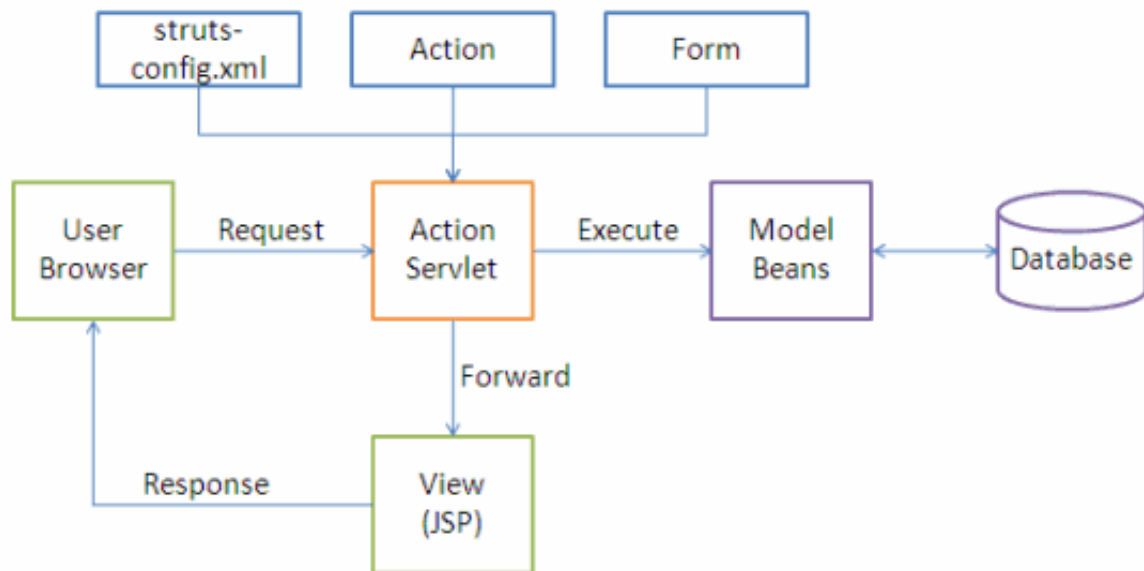 struts-
config.xml
Action
Form
User
Browser
Request
Action
Servlet
Execute
Model
Beans
Database
Forward
Response
View
(JSP)